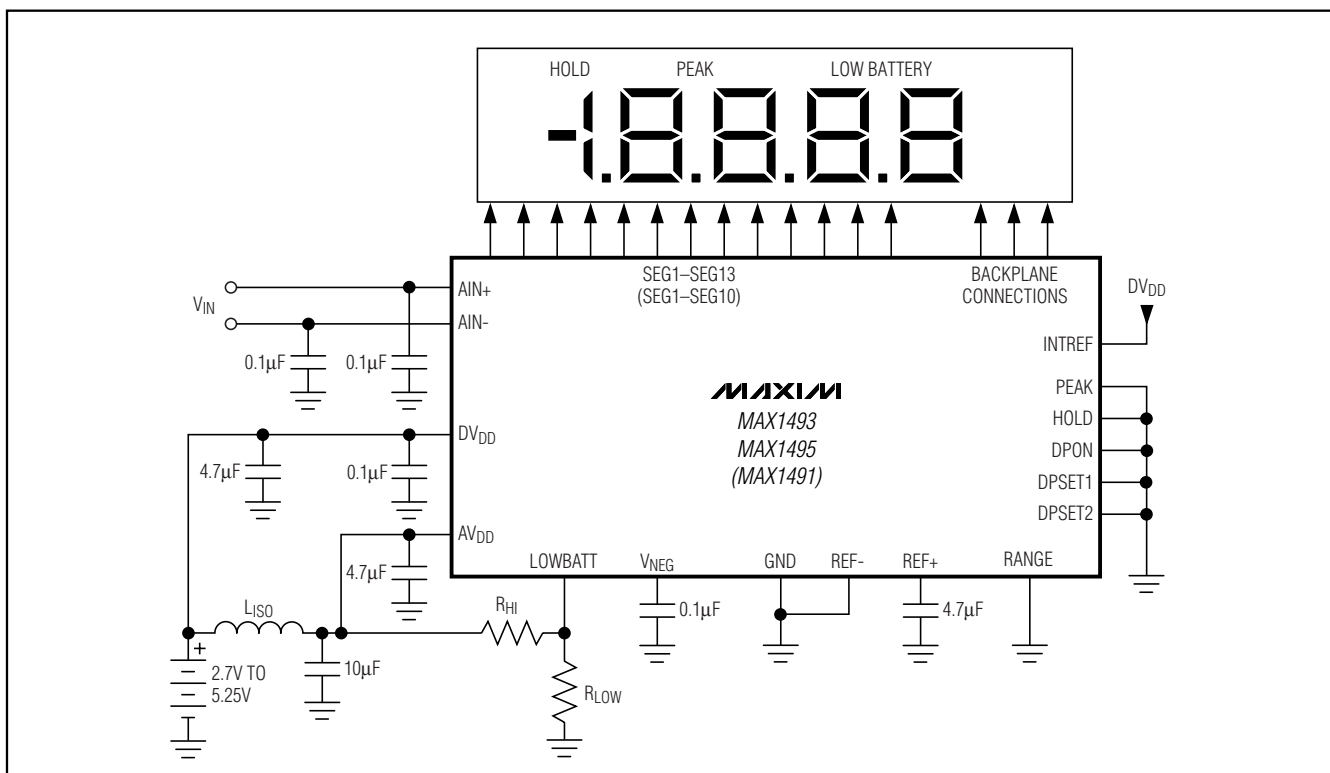 HOLD PEAK LOW BATTERY
-1.8.8.8.8
SEG1–SEG13
(SEG1–SEG10)
BACKPLANE
CONNECTIONS
DVDD
VIN
AIN+
AIN-
0.1µF
0.1µF
INTREF
PEAK
HOLD
DPON
DPSET1
DPSET2
MAXIM
MAX1493
MAX1495
(MAX1491)
DVDD
4.7µF
0.1µF
AVDD
4.7µF
LOWBATT
VNEG
GND
REF-
REF+
RANGE
LISO
RHI
0.1µF
4.7µF
+
2.7V TO
5.25V
10µF
RLOW